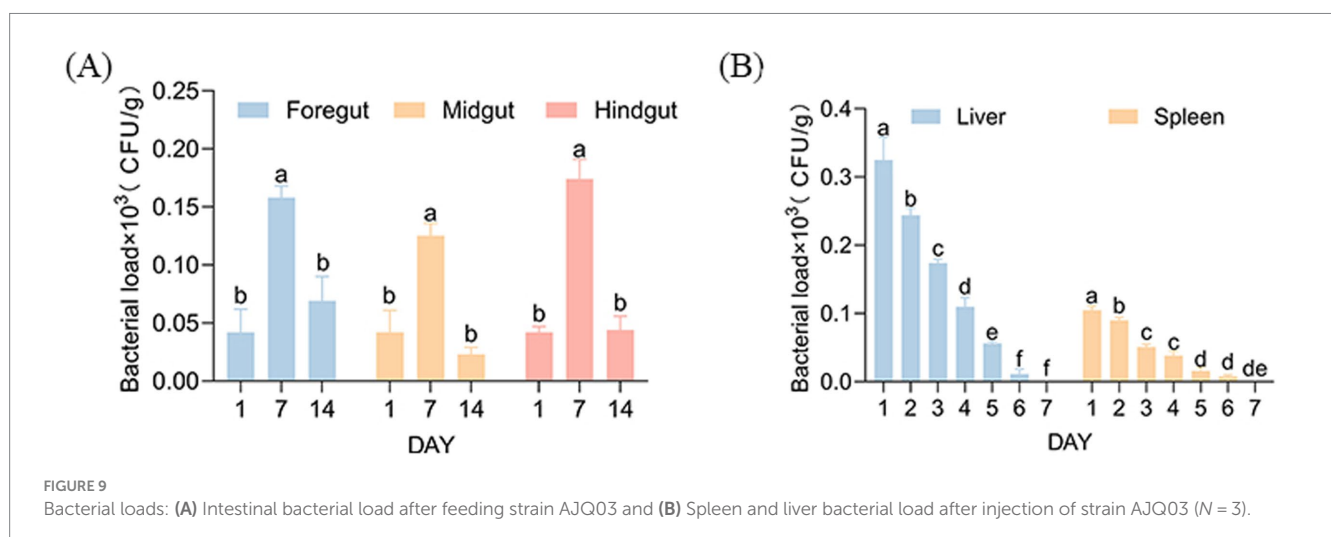 (A)
Bacterial load×10³( CFU/g)
0.25
0.20
0.15
0.10
0.05
0.00
Foregut Midgut Hindgut
b a b b a b b a b
1 7 14 1 7 14 1 7 14
DAY
(B)
Bacterial load×10³( CFU/g)
0.4
0.3
0.2
0.1
0.0
Liver Spleen
a b c d e f f a b c c d d de
1 2 3 4 5 6 7 1 2 3 4 5 6 7
DAY
FIGURE 9
Bacterial loads: (A) Intestinal bacterial load after feeding strain AJQ03 and (B) Spleen and liver bacterial load after injection of strain AJQ03 (N = 3).